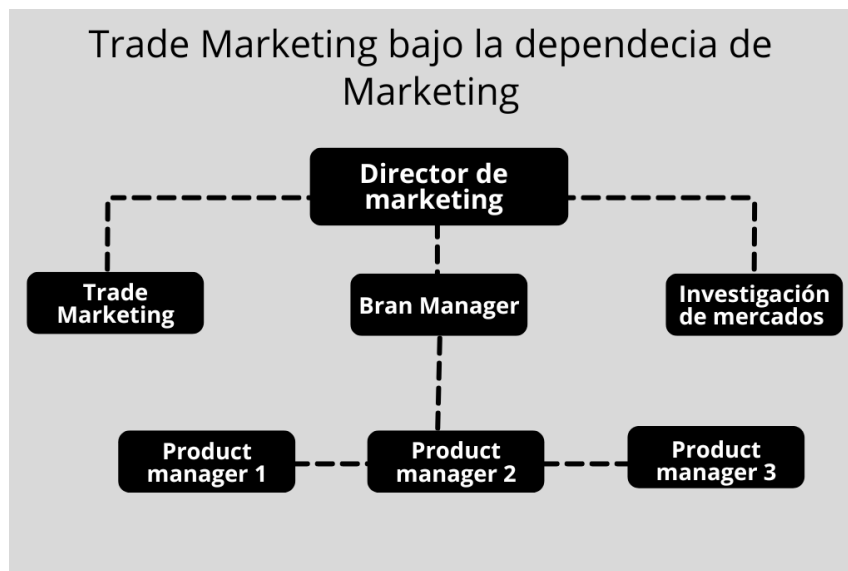 Trade Marketing bajo la dependecia de
Marketing
Director de
marketing
Trade
Marketing
Bran Manager
Investigación
de mercados
Product
manager 1
Product
manager 2
Product
manager 3